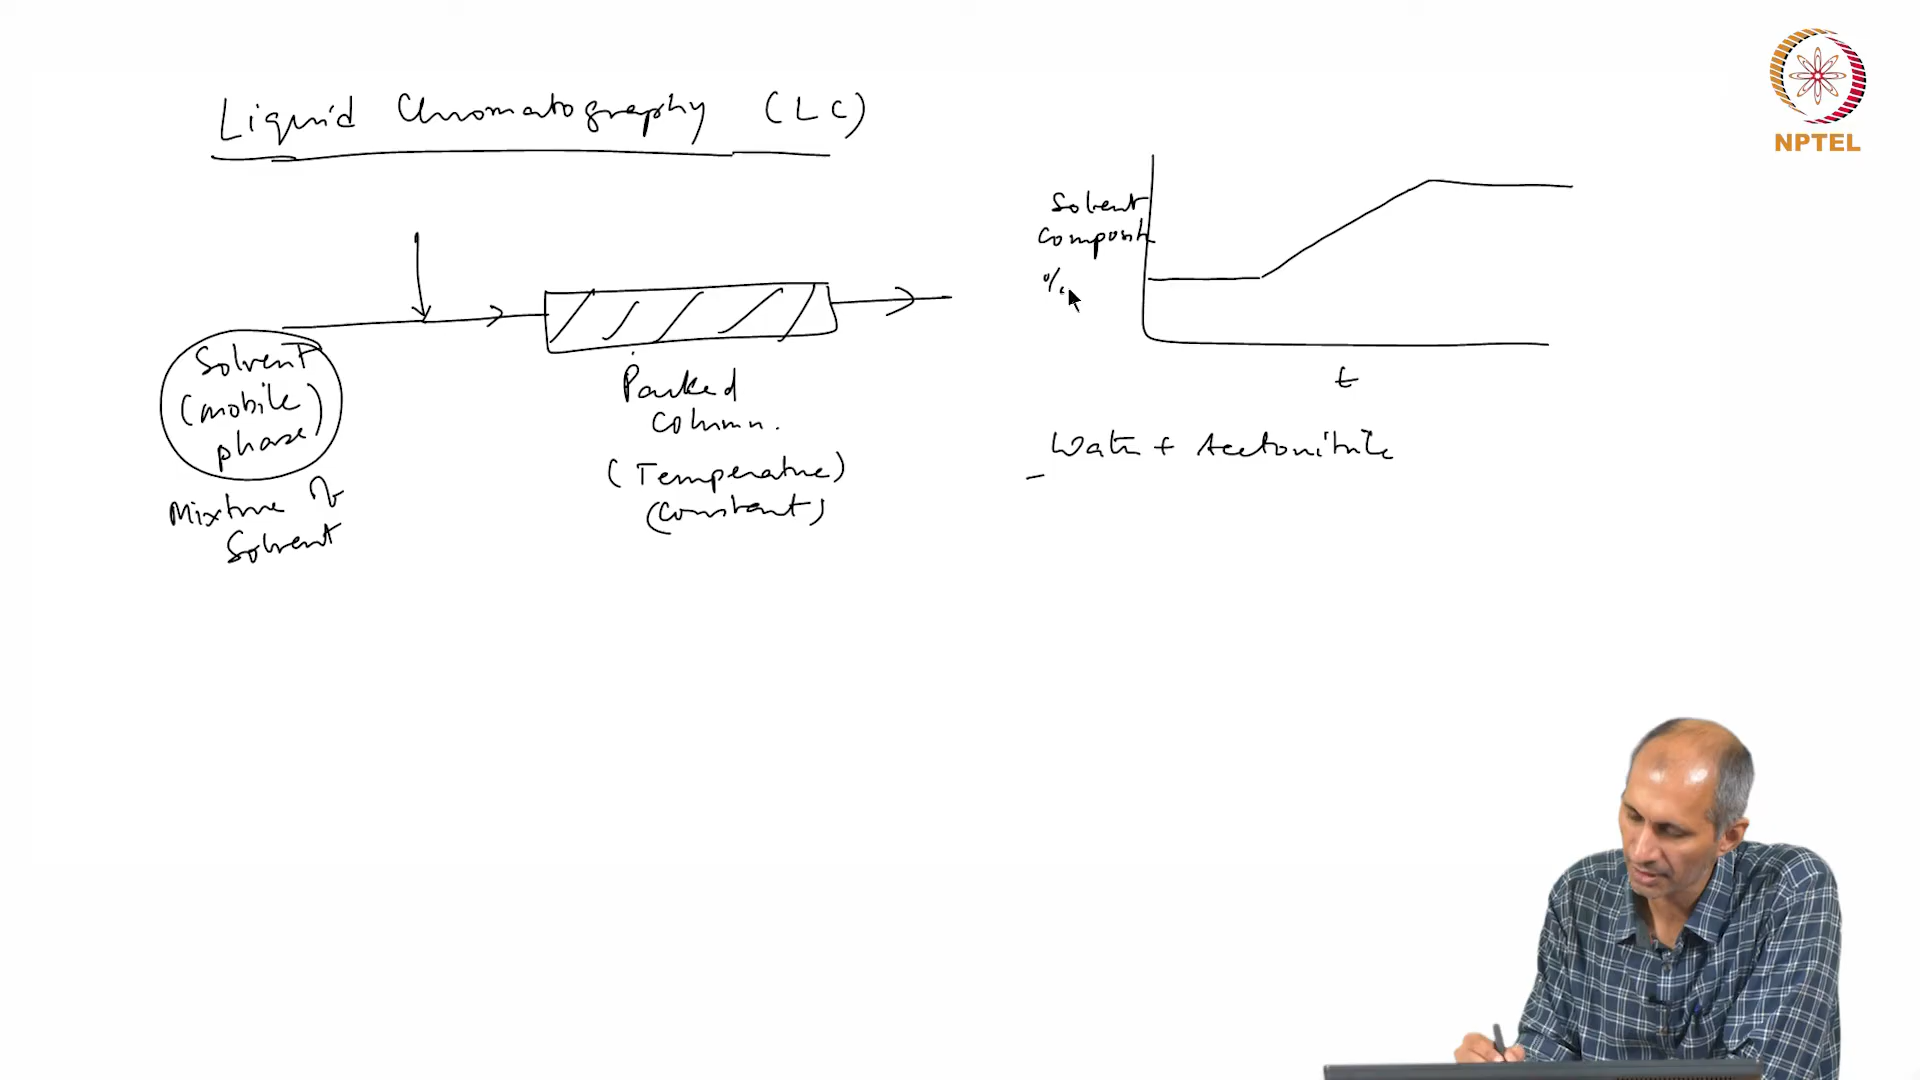 Liquid Chromatography (LC)
NPTEL
Solvent
(mobile)
phase)
Mixture of
Solvent
Packed
Column.
(Temperature)
(constant)
Solvent
Composit
%
t
Water + Acetonitrile